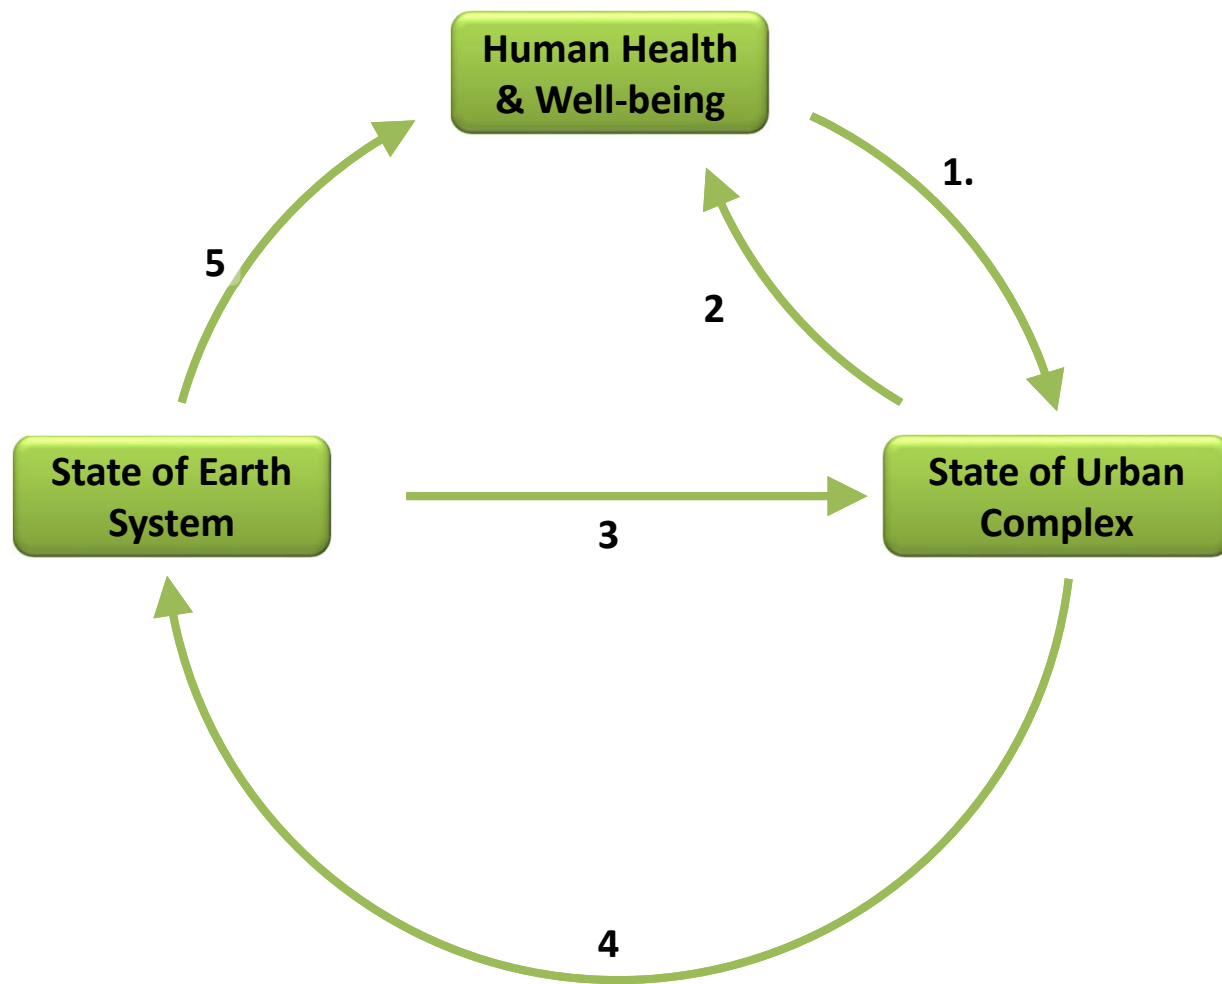 Human Health
& Well-being
1.
5
2
State of Earth
System
State of Urban
Complex
3
4